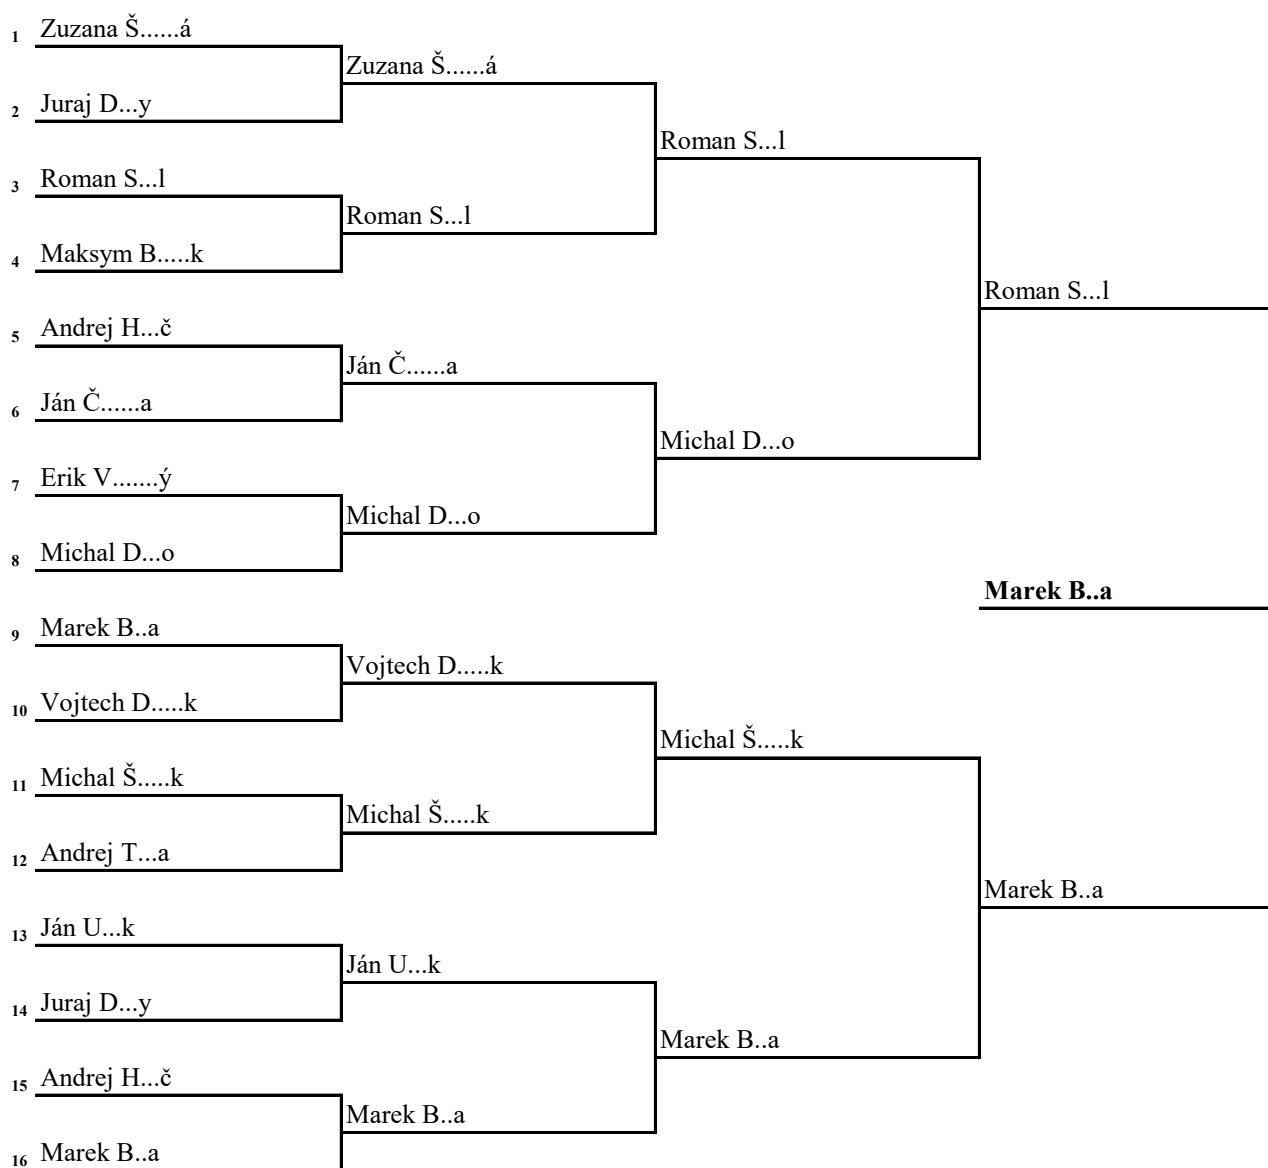 1 Zuzana Š......á
Zuzana Š......á
2 Juraj D...y
Roman S...l
3 Roman S...l
Roman S...l
4 Maksym B.....k
Roman S...l
5 Andrej H...č
Ján Č......a
6 Ján Č......a
Michal D...o
7 Erik V.......ý
Michal D...o
8 Michal D...o
Marek B..a
9 Marek B..a
Vojtech D.....k
10 Vojtech D.....k
Michal Š.....k
11 Michal Š.....k
Michal Š.....k
12 Andrej T...a
Marek B..a
13 Ján U...k
Ján U...k
14 Juraj D...y
Marek B..a
15 Andrej H...č
Marek B..a
16 Marek B..a